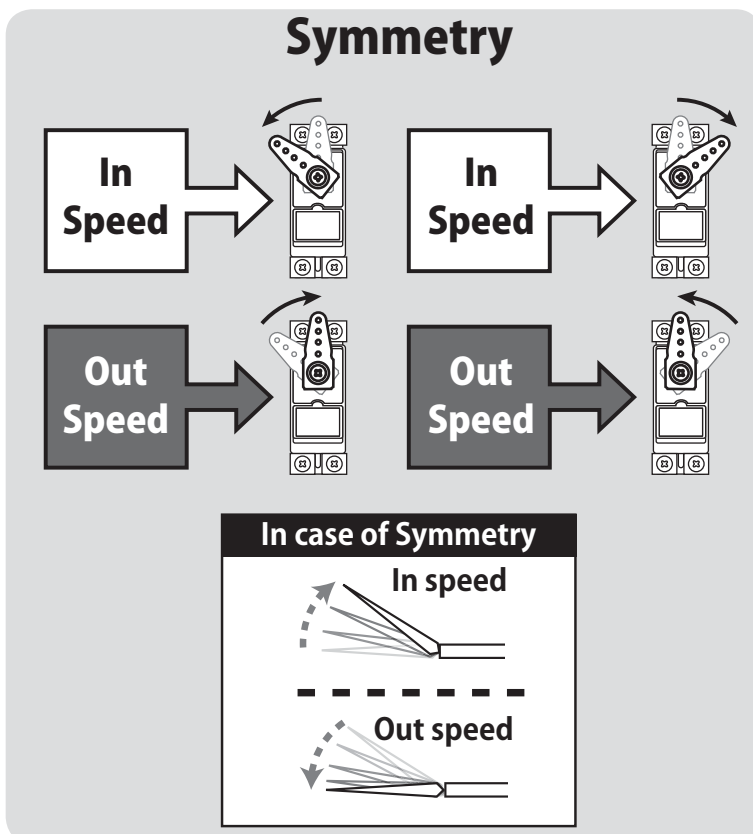 Symmetry
In
Speed
In
Speed
Out
Speed
Out
Speed
In case of Symmetry
In speed
Out speed